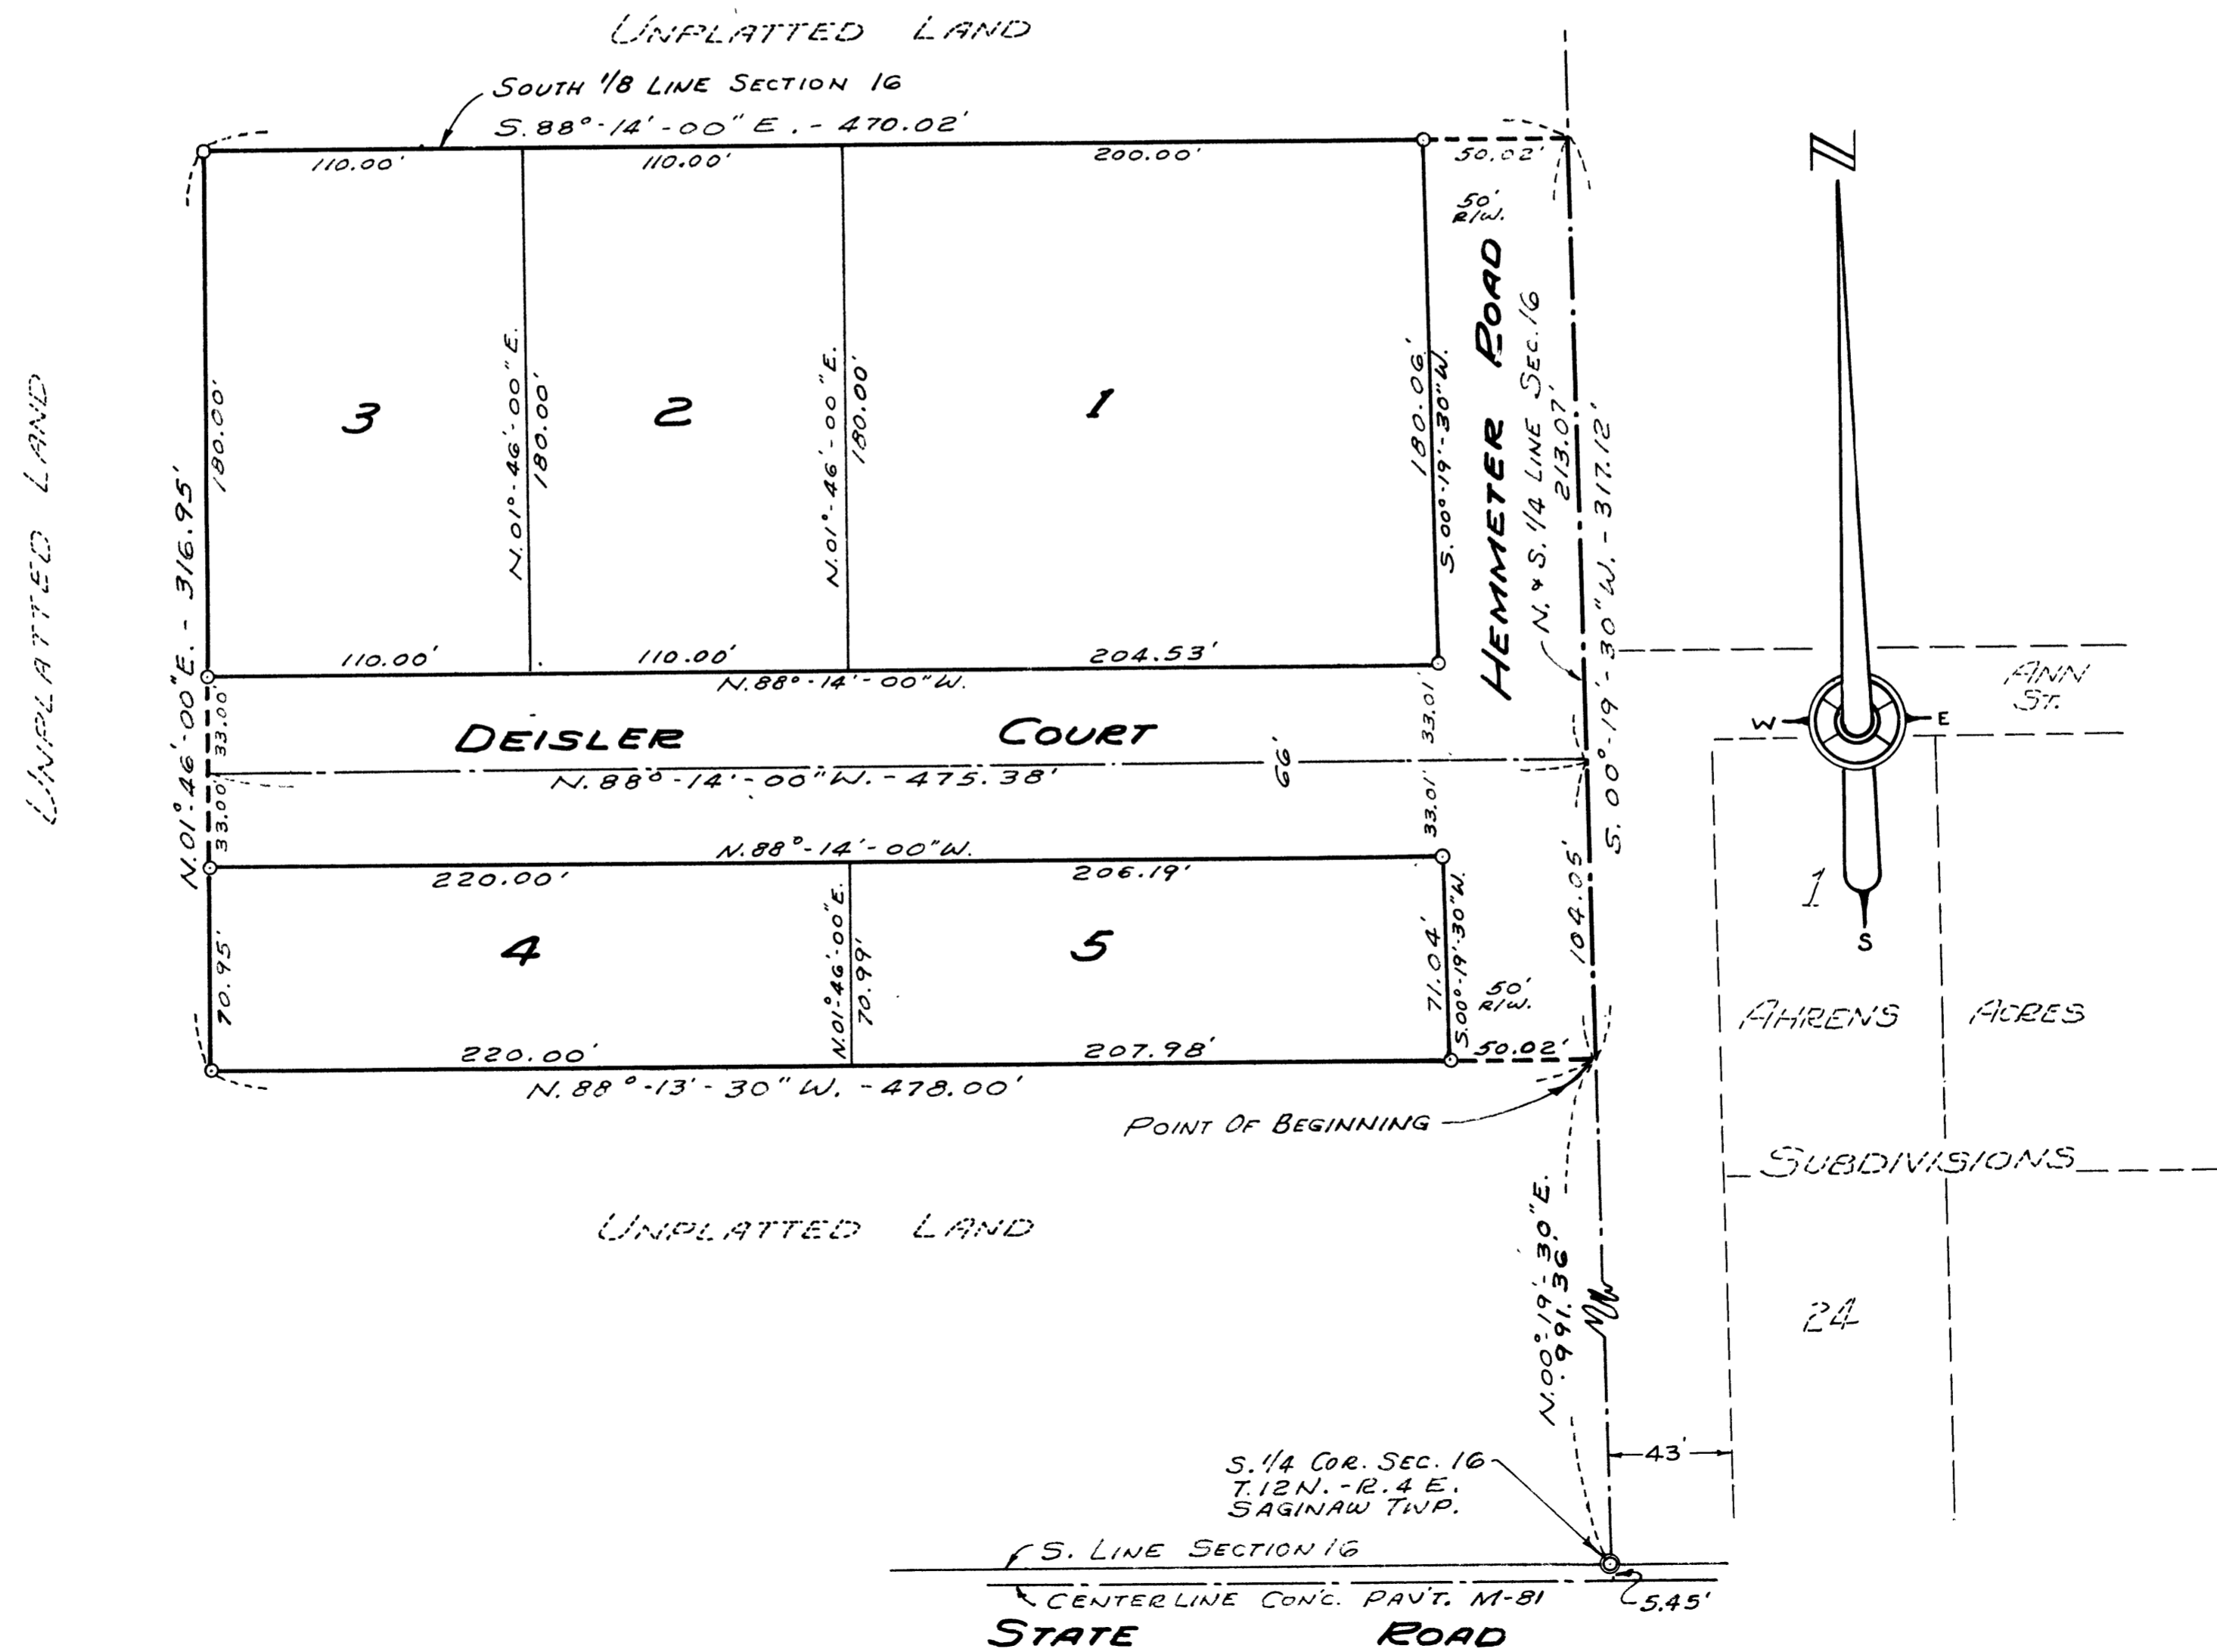 UNPLATTED LAND
SOUTH 1/8 LINE SECTION 16
S.88°-14'-00"E. - 470.02'
110.00'
110.00'
200.00'
50.02'
50'
R/W.
N
UNPLATTED LAND
N.01°-46'-00"E. - 316.95'
180.00'
3
N.01°-46'-00"E.
180.00'
2
N.01°-46'-00"E.
180.00'
1
180.06'
S.00°-19'-30"W.
HEMMETER ROAD
N. & S. 1/4 LINE SEC. 16
213.07'
S. 00°-19'-30"W. - 317.12'
110.00'
110.00'
204.53'
N.88°-14'-00"W.
33.00'
DEISLER COURT
66'
33.01'
ANN
ST.
W
E
S
N.88°-14'-00"W. - 475.38'
33.00'
33.01'
N.88°-14'-00"W.
220.00'
206.19'
70.95'
4
N.01°-46'-00"E.
70.99'
5
71.04'
S.00°-19'-30"W.
50'
R/W.
104.05'
1
AHRENS ACRES
220.00'
207.98'
50.02'
N.88°-13'-30"W. - 478.00'
POINT OF BEGINNING
SUBDIVISIONS
UNPLATTED LAND
N.00°-19'-30"E.
991.36'
24
43'
S. 1/4 COR. SEC. 16
T.12N. - R.4E.
SAGINAW TWP.
S. LINE SECTION 16
CENTERLINE CON'C. PAV'T. M-81
5.45'
STATE ROAD